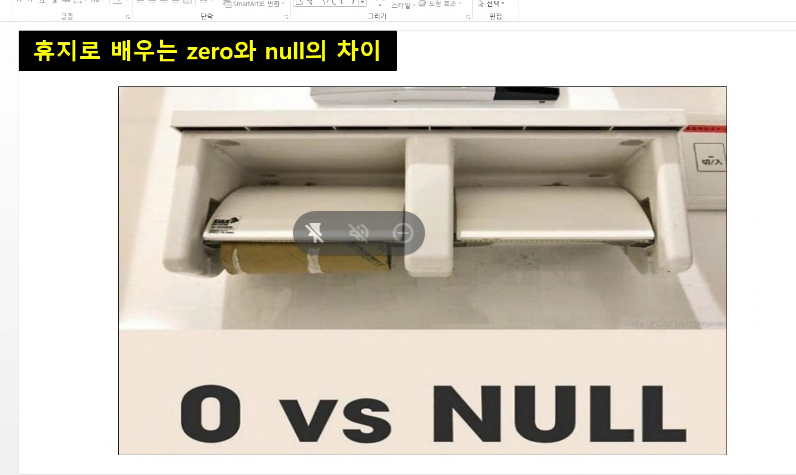 SmartArt로 변환
스타일
도형 효과
선택
글꼴
단락
그리기
편집
휴지로 배우는 zero와 null의 차이
切/入
0 vs NULL